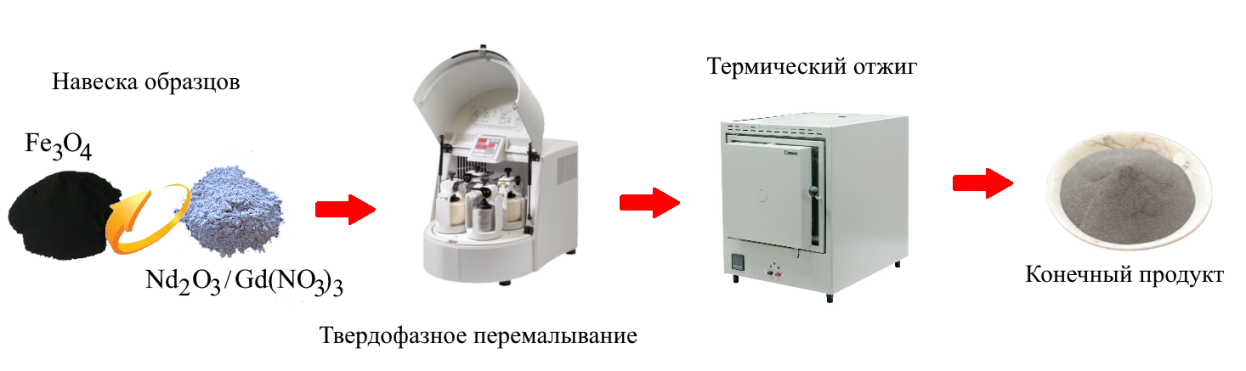 Навеска образцов
Fe3O4
Nd2O3/Gd(NO3)3
Твердофазное перемалывание
Термический отжиг
Конечный продукт